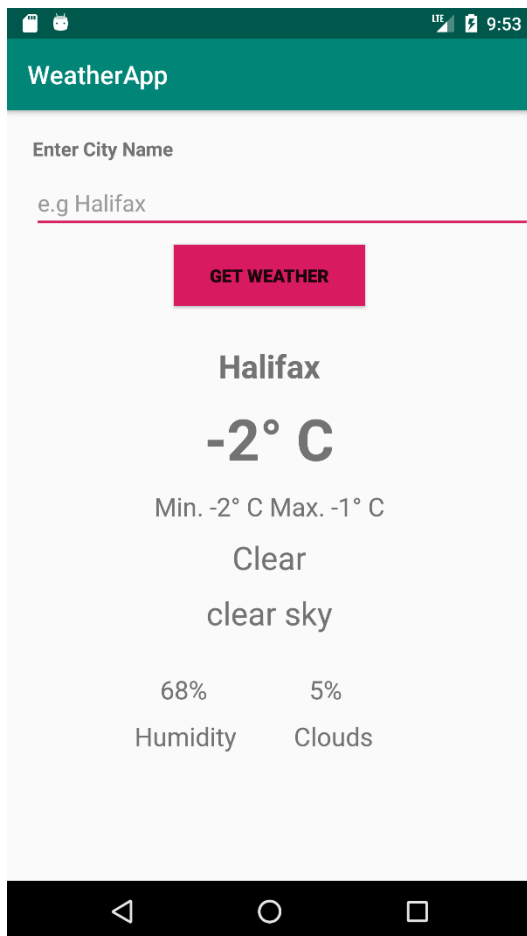 LTE 9:53
WeatherApp
Enter City Name
e.g Halifax
GET WEATHER
Halifax
-2° C
Min. -2° C Max. -1° C
Clear
clear sky
68% 5%
Humidity Clouds